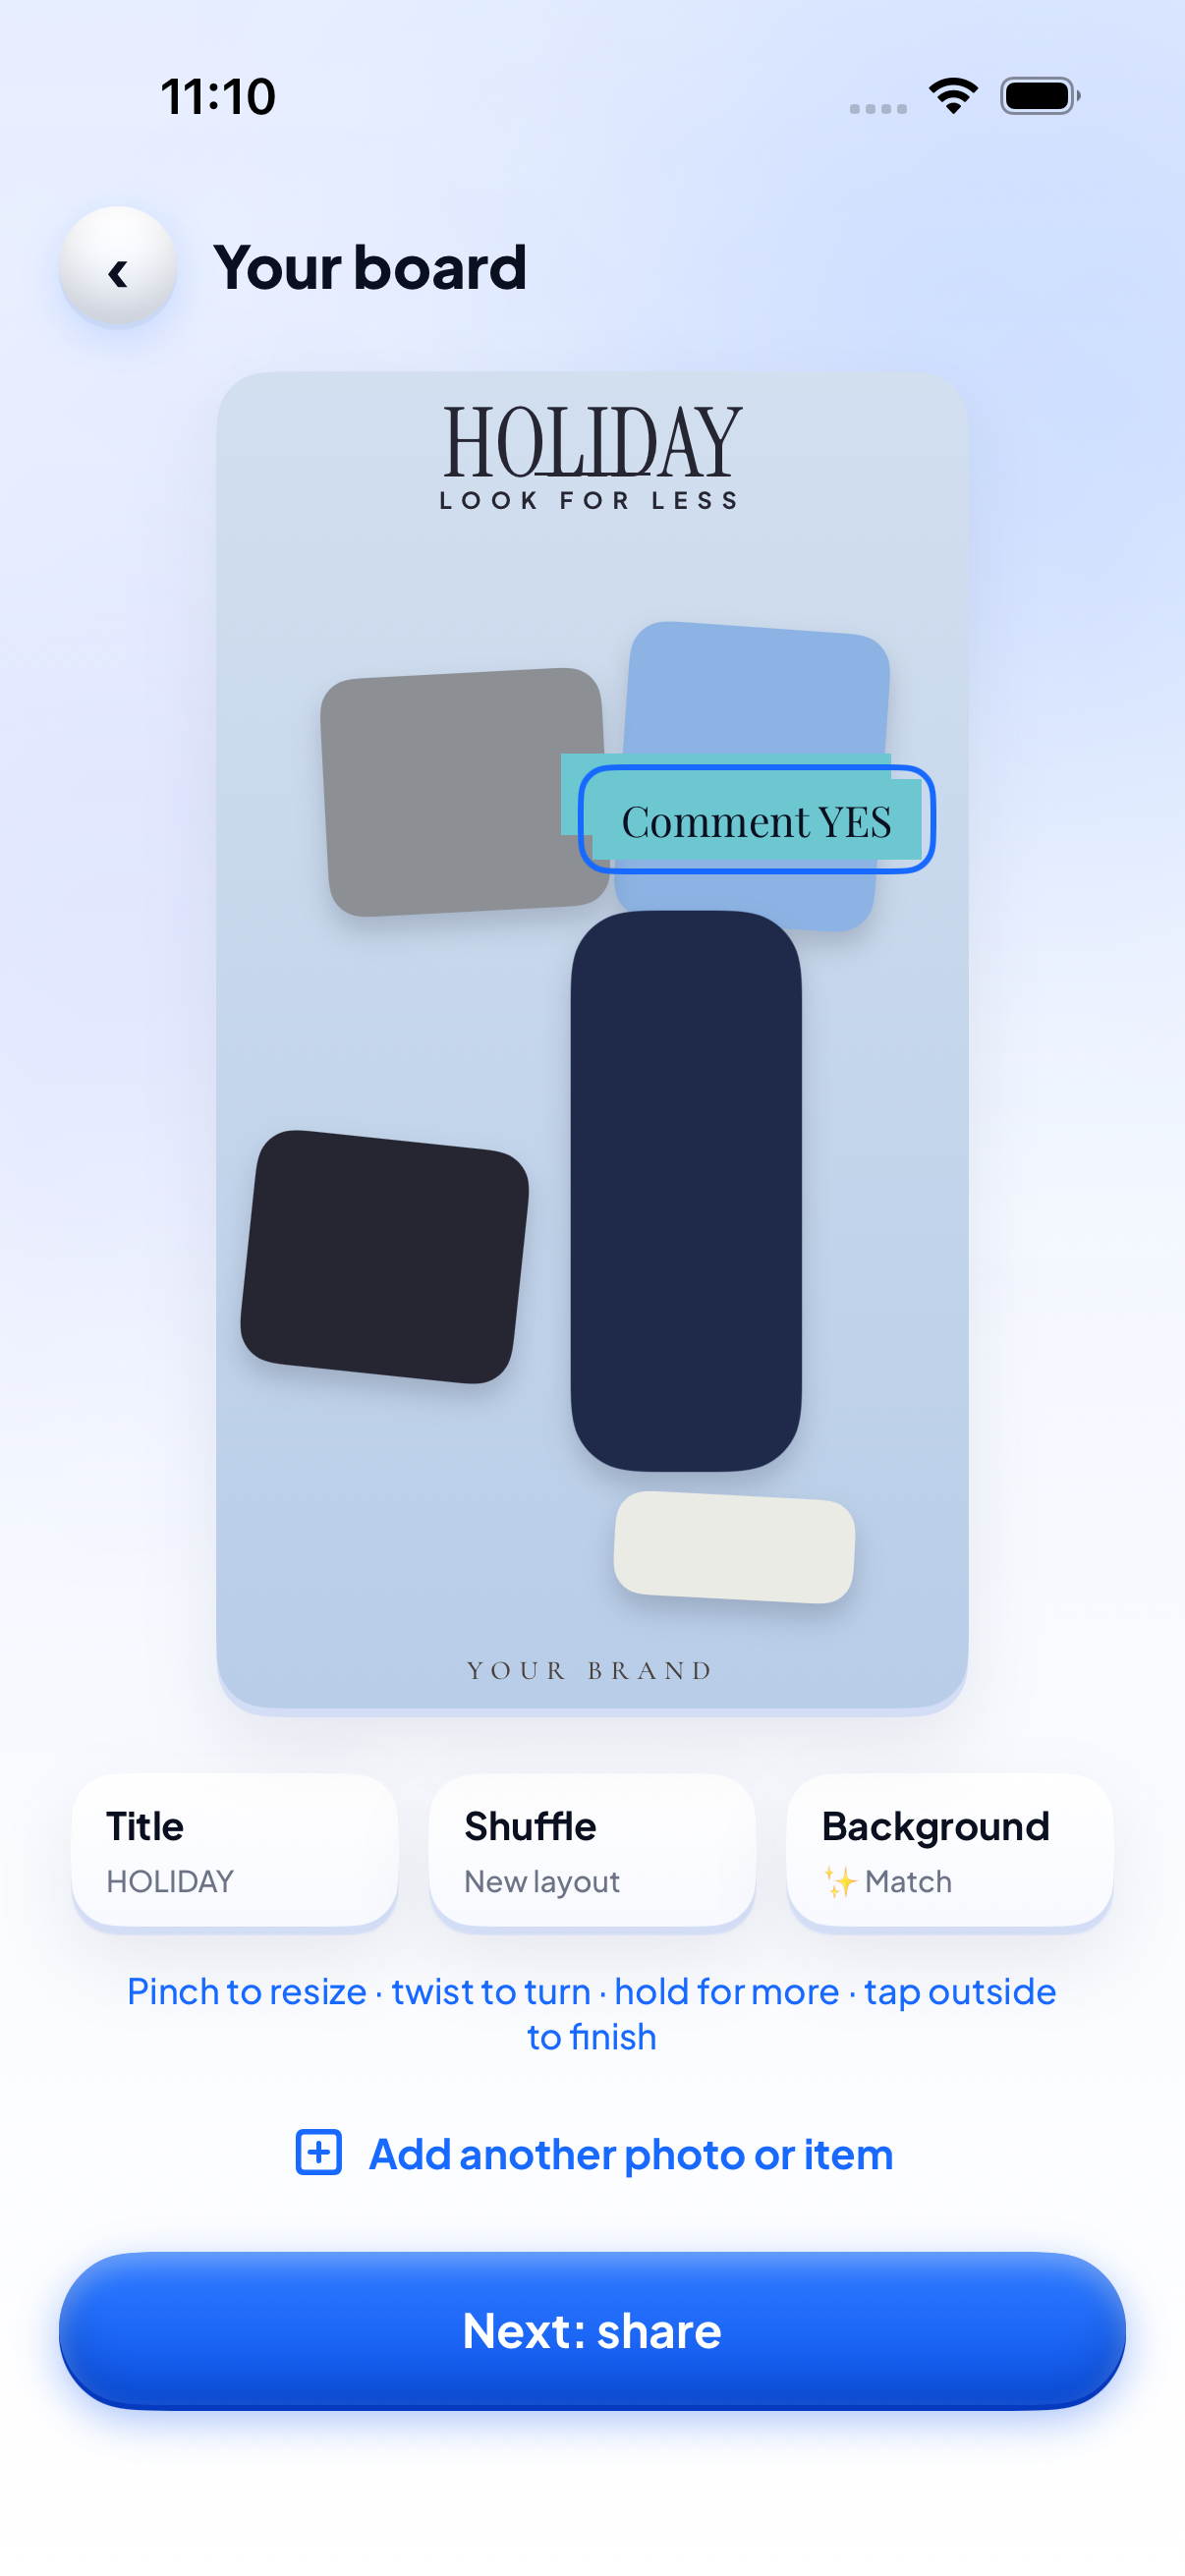 11:10
‹ Your board
HOLIDAY
LOOK FOR LESS
Comment YES
YOUR BRAND
Title
HOLIDAY
Shuffle
New layout
Background
✨ Match
Pinch to resize · twist to turn · hold for more · tap outside
to finish
Add another photo or item
Next: share